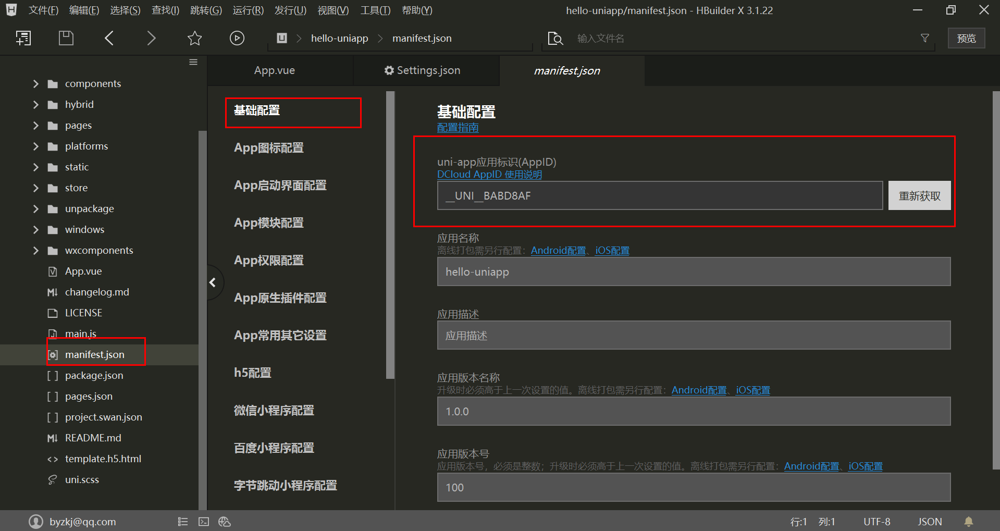 文件(F) 编辑(E) 选择(S) 查找(I) 跳转(G) 运行(R) 发行(U) 视图(V) 工具(T) 帮助(Y) hello-uniapp/manifest.json - HBuilder X 3.1.22
hello-uniapp manifest.json 输入文件名 预览
App.vue Settings.json manifest.json
components
hybrid
pages
platforms
static
store
unpackage
windows
wxcomponents
App.vue
changelog.md
LICENSE
main.js
manifest.json
package.json
pages.json
project.swan.json
README.md
template.h5.html
uni.scss
基础配置
App图标配置
App启动界面配置
App模块配置
App权限配置
App原生插件配置
App常用其它设置
h5配置
微信小程序配置
百度小程序配置
字节跳动小程序配置
基础配置
配置指南
uni-app应用标识(AppID)
DCloud AppID 使用说明
__UNI__BABD8AF 重新获取
应用名称
离线打包需另行配置：Android配置、iOS配置
hello-uniapp
应用描述
应用描述
应用版本名称
升级时必须高于上一次设置的值。离线打包需另行配置：Android配置、iOS配置
1.0.0
应用版本号
应用版本号，必须是整数；升级时必须高于上一次设置的值。离线打包需另行配置：Android配置、iOS配置
100
byzkj@qq.com 行:1 列:1 UTF-8 JSON